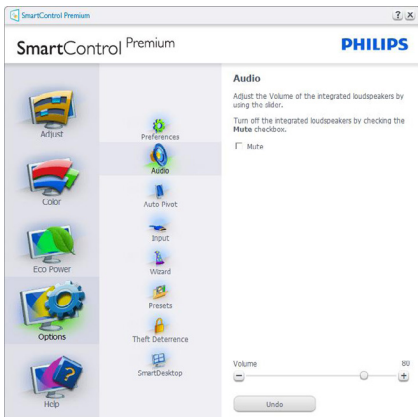 SmartControl Premium
SmartControl Premium
PHILIPS
Adjust
Color
Eco Power
Options
Help
Preferences
Audio
Auto Pivot
Input
Wizard
Presets
Theft Deterrence
SmartDesktop
Audio
Adjust the Volume of the integrated loudspeakers by
using the slider.
Turn off the integrated loudspeakers by checking the
Mute checkbox.
Mute
Volume 80
Undo